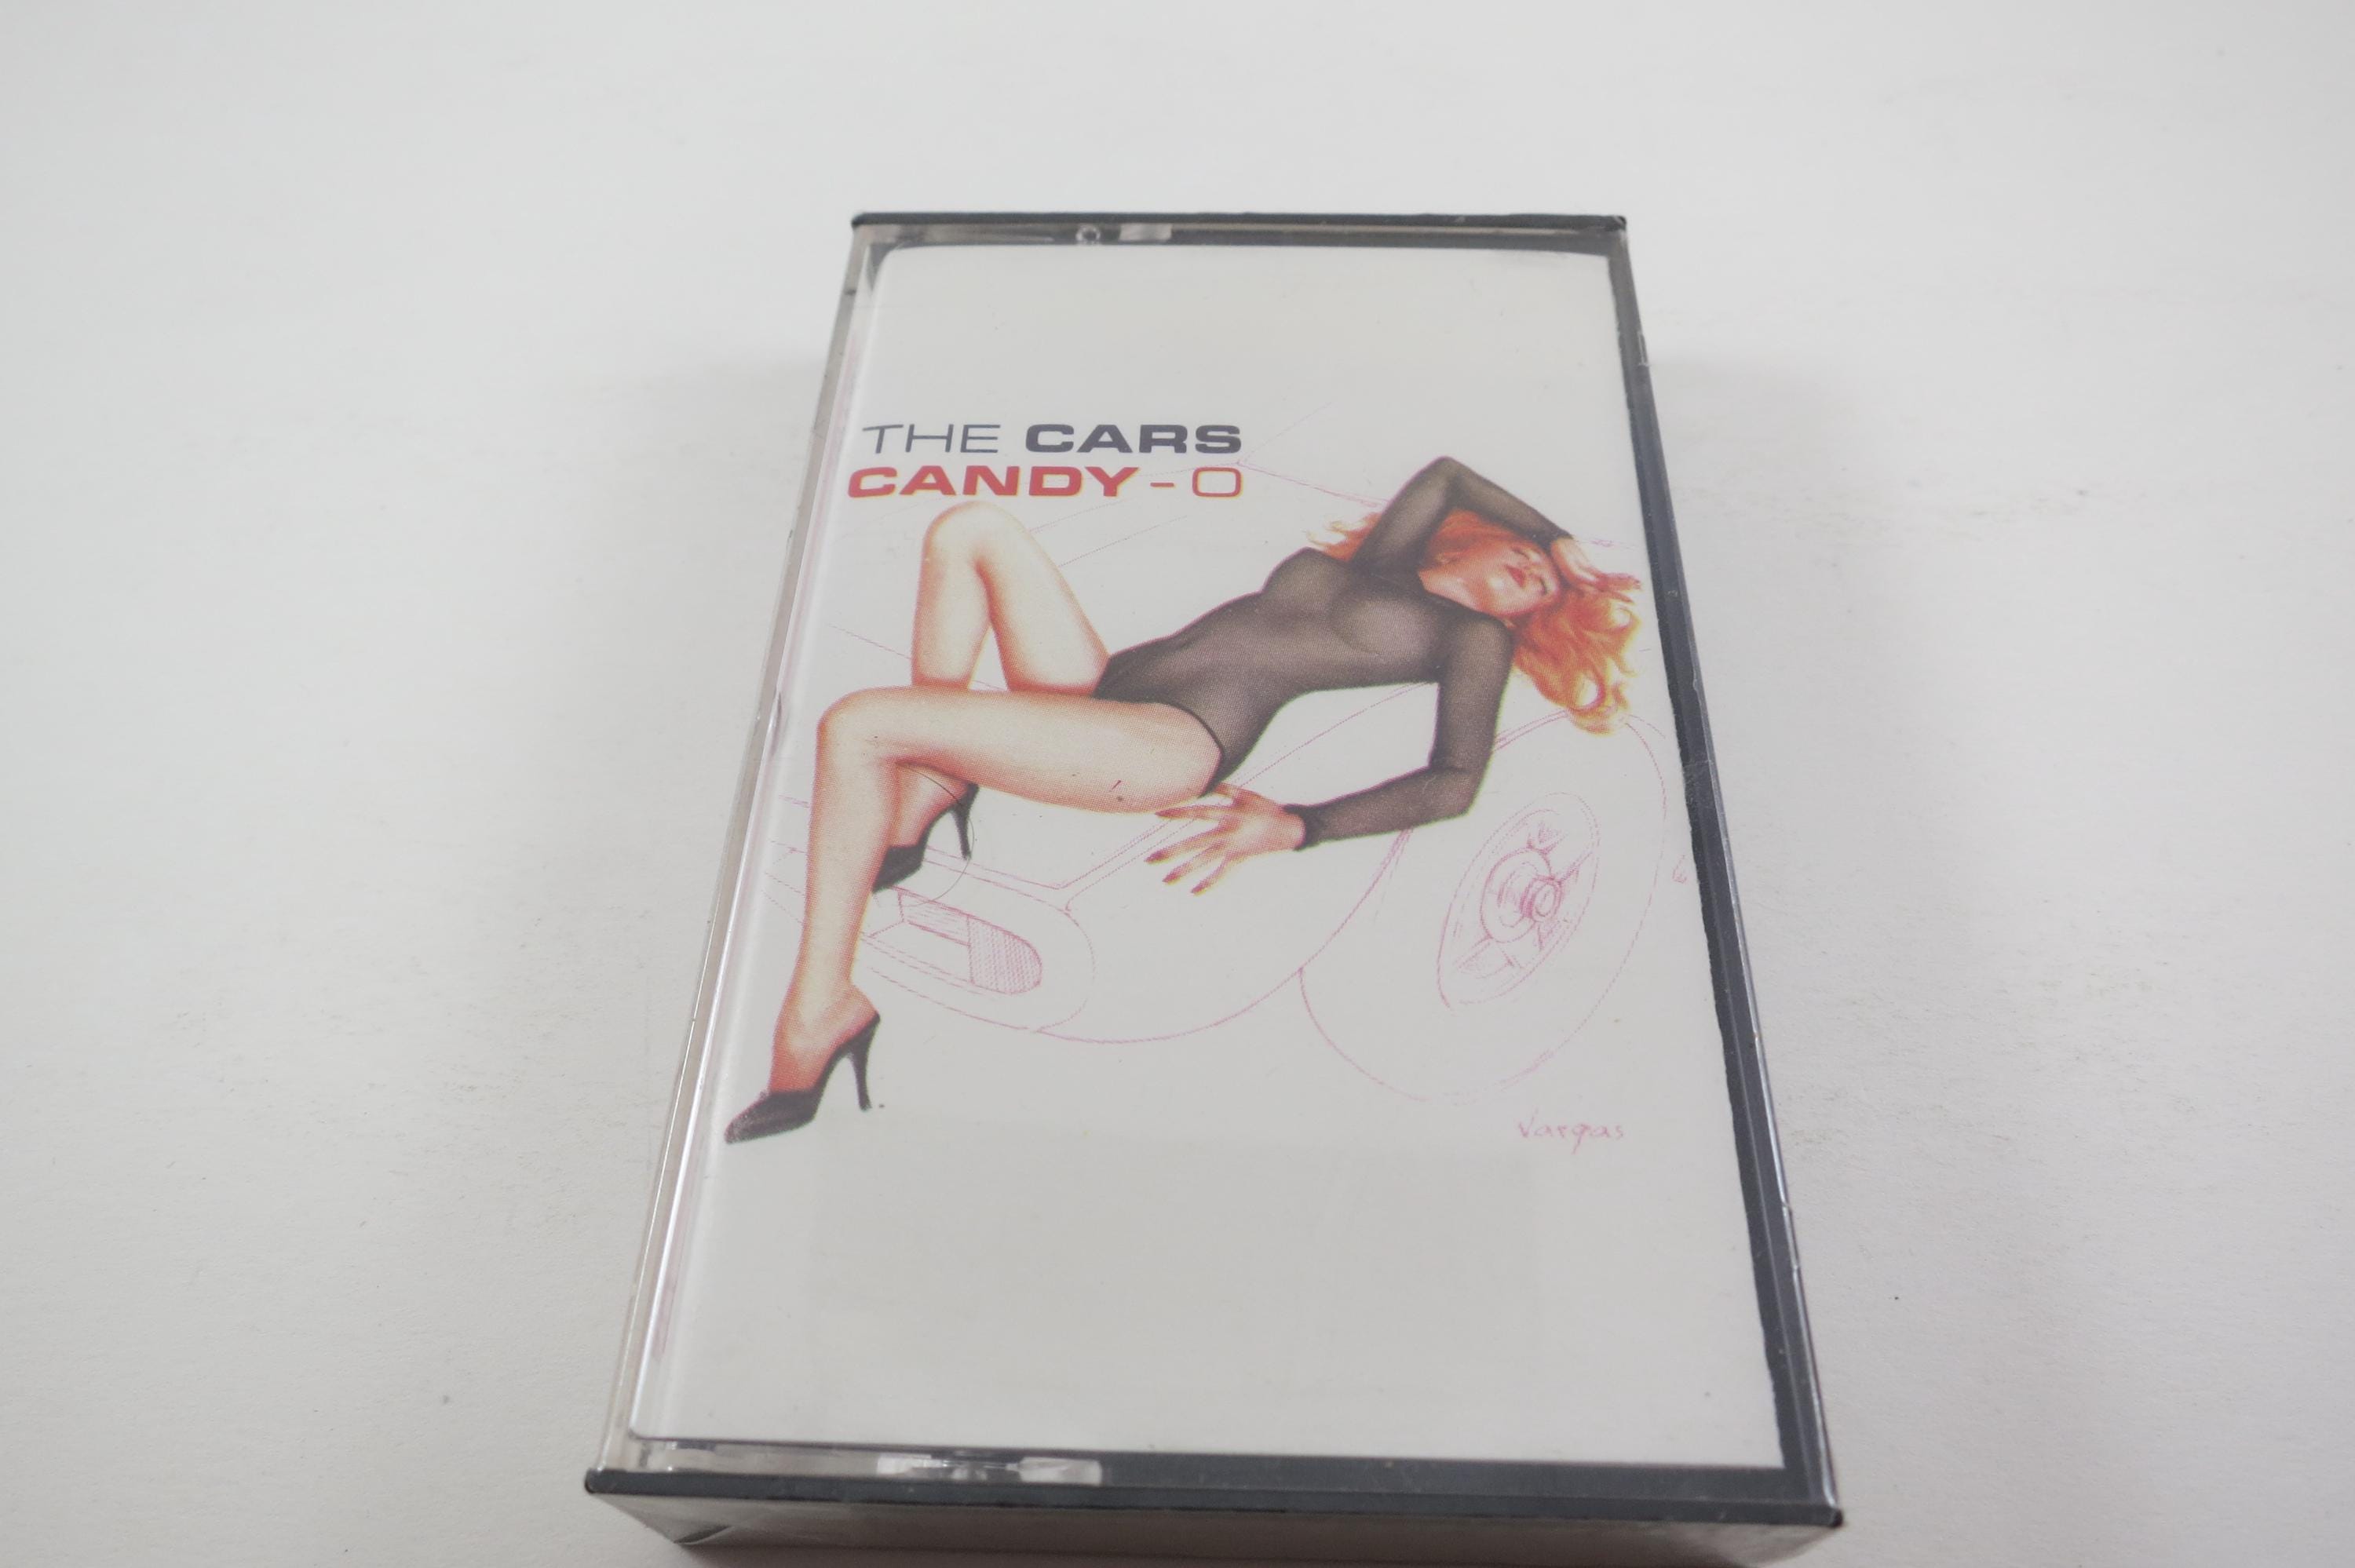 THE CARS
CANDY-O
Vargas